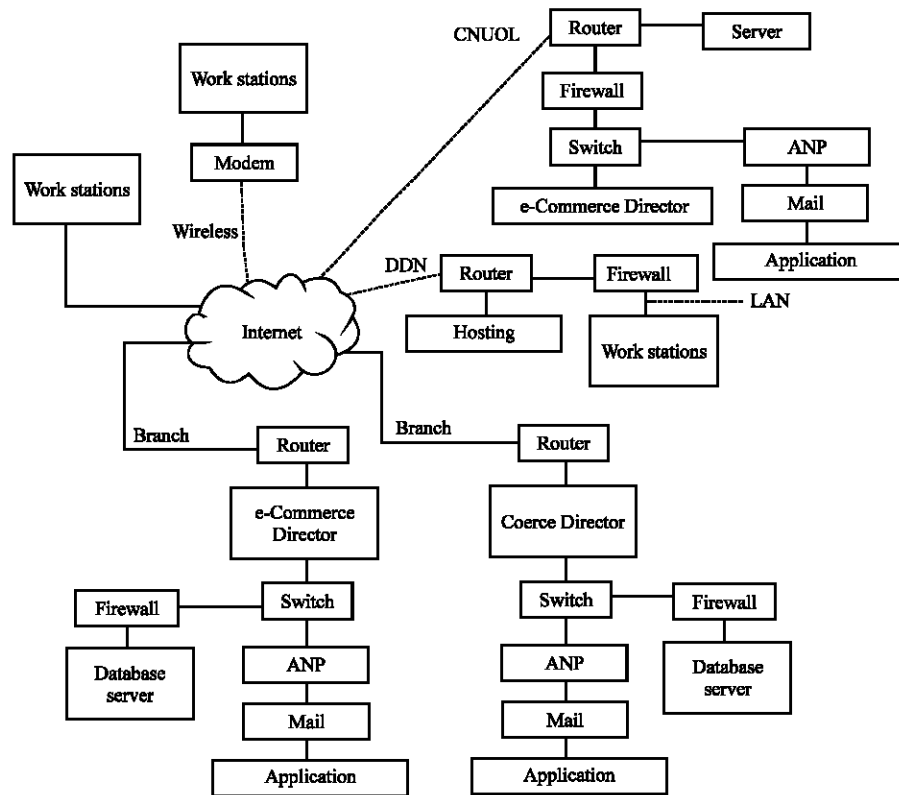 CNUOL
Router
Server
Work stations
Firewall
Modem
Switch
ANP
Work stations
e-Commerce Director
Mail
Wireless
Application
DDN
Router
Firewall
LAN
Internet
Hosting
Work stations
Branch
Router
Branch
Router
e-Commerce
Director
Coerce Director
Firewall
Switch
Switch
Firewall
Database
server
ANP
ANP
Database
server
Mail
Mail
Application
Application